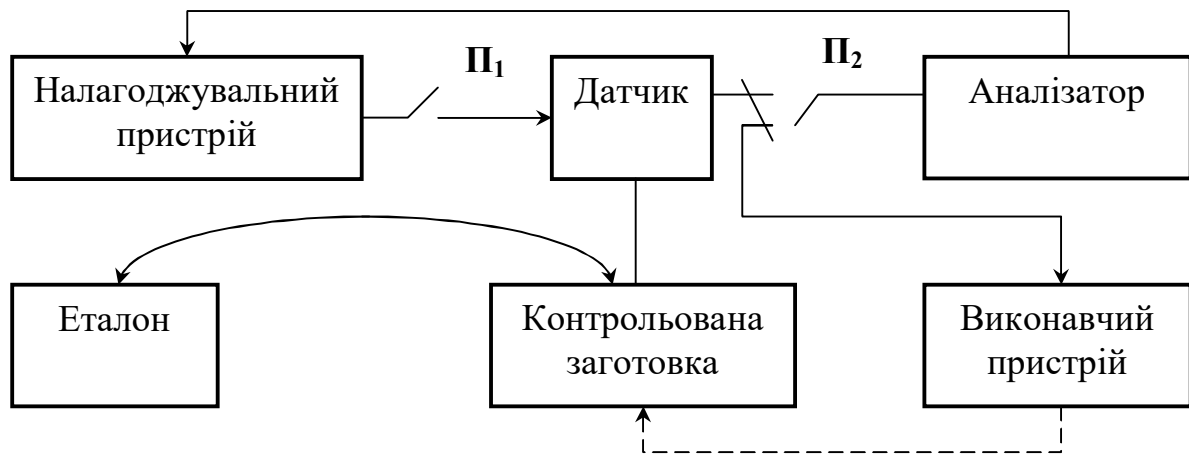 П₁
П₂
Налагоджувальний
пристрій
Датчик
Аналізатор
Еталон
Контрольована
заготовка
Виконавчий
пристрій